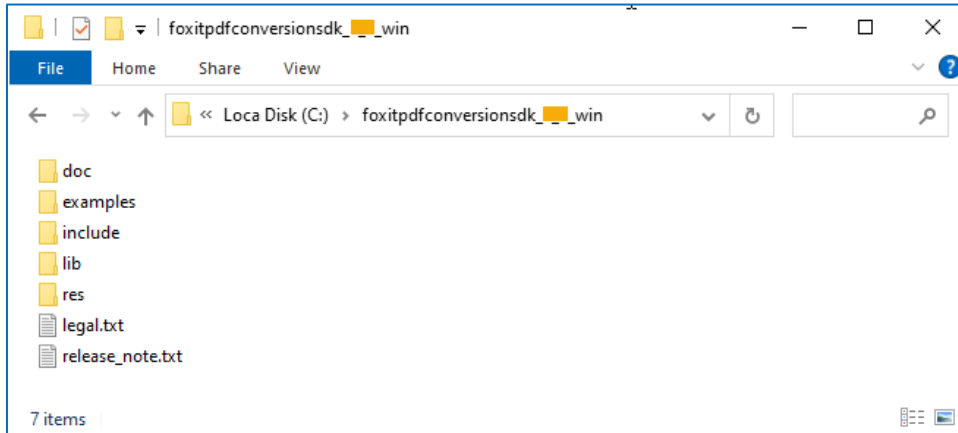 foxitpdfconversionsdk_ _ _win
File Home Share View
« Loca Disk (C:) › foxitpdfconversionsdk_ _ _win
doc
examples
include
lib
res
legal.txt
release_note.txt
7 items